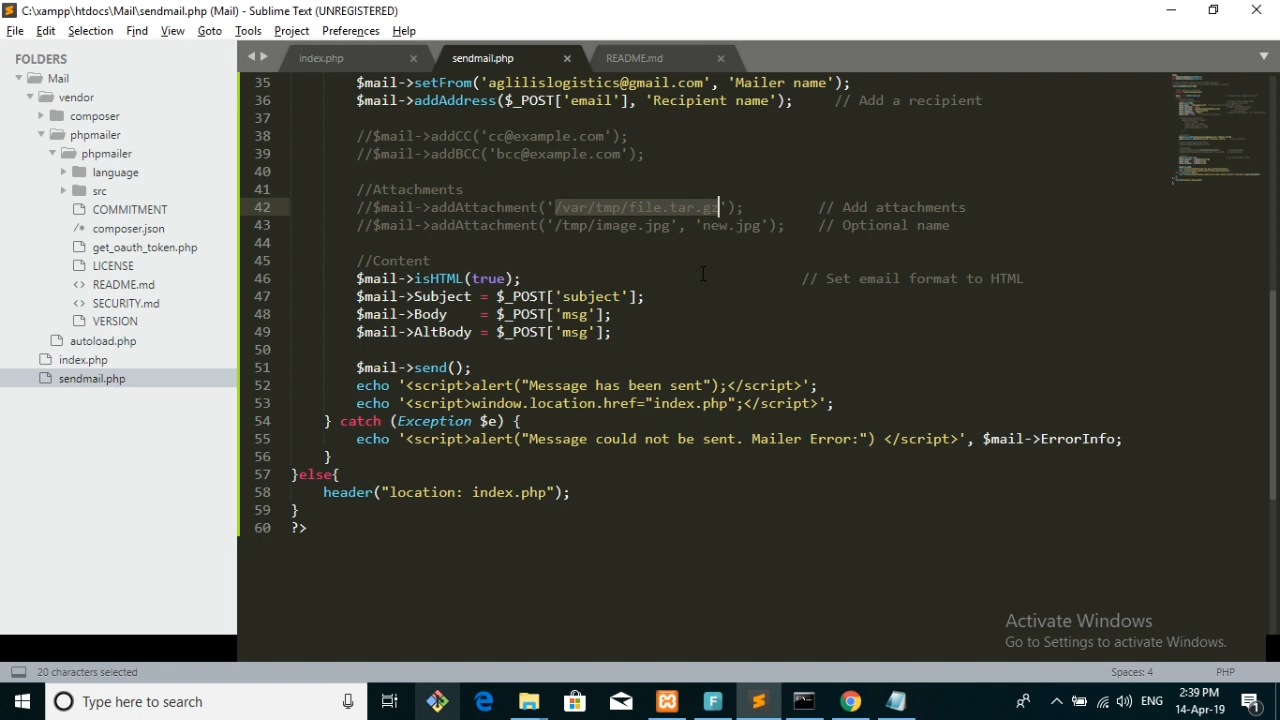 C:\xampp\htdocs\Mail\sendmail.php (Mail) - Sublime Text (UNREGISTERED)
File Edit Selection Find View Goto Tools Project Preferences Help
FOLDERS
Mail
vendor
composer
phpmailer
phpmailer
language
src
COMMITMENT
/* composer.json
get_oauth_token.php
LICENSE
<> README.md
<> SECURITY.md
VERSION
autoload.php
index.php
sendmail.php
index.php sendmail.php README.md
35 $mail->setFrom('aglilislogistics@gmail.com', 'Mailer name');
36 $mail->addAddress($_POST['email'], 'Recipient name'); // Add a recipient
37
38 //$mail->addCC('cc@example.com');
39 //$mail->addBCC('bcc@example.com');
40
41 //Attachments
42 //$mail->addAttachment('/var/tmp/file.tar.gz'); // Add attachments
43 //$mail->addAttachment('/tmp/image.jpg', 'new.jpg'); // Optional name
44
45 //Content
46 $mail->isHTML(true); // Set email format to HTML
47 $mail->Subject = $_POST['subject'];
48 $mail->Body = $_POST['msg'];
49 $mail->AltBody = $_POST['msg'];
50
51 $mail->send();
52 echo '<script>alert("Message has been sent");</script>';
53 echo '<script>window.location.href="index.php";</script>';
54 } catch (Exception $e) {
55 echo '<script>alert("Message could not be sent. Mailer Error:") </script>', $mail->ErrorInfo;
56 }
57 }else{
58 header("location: index.php");
59 }
60 ?>
Activate Windows
Go to Settings to activate Windows.
20 characters selected Spaces: 4 PHP
Type here to search
ENG
2:39 PM
14-Apr-19
1